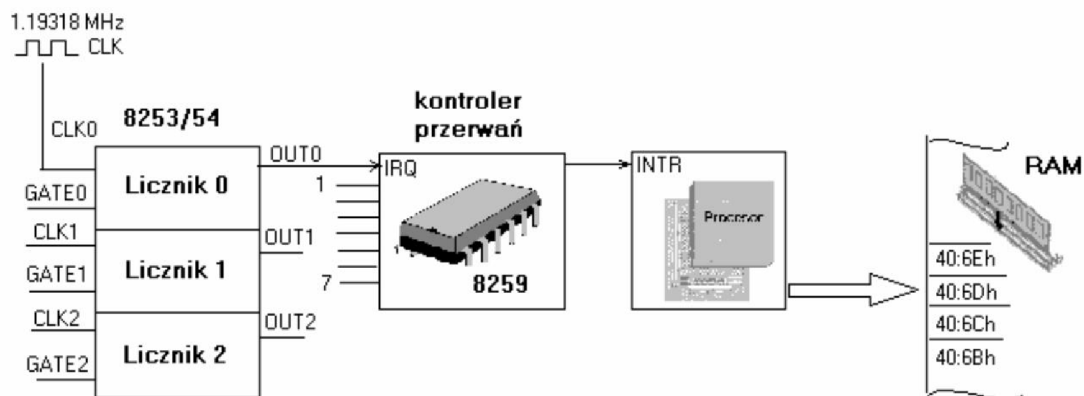 1.19318 MHz
CLK
8253/54
CLK0
Licznik 0
OUT0
GATE0
CLK1
Licznik 1
OUT1
GATE1
CLK2
Licznik 2
OUT2
GATE2
kontroler
przerwań
IRQ
1
7
8259
INTR
Procesor
RAM
40:6Eh
40:6Dh
40:6Ch
40:6Bh